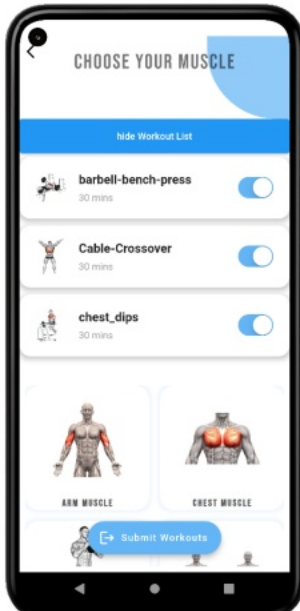 CHOOSE YOUR MUSCLE
hide Workout List
barbell-bench-press
30 mins
Cable-Crossover
30 mins
chest_dips
30 mins
ARM MUSCLE
CHEST MUSCLE
Submit Workouts